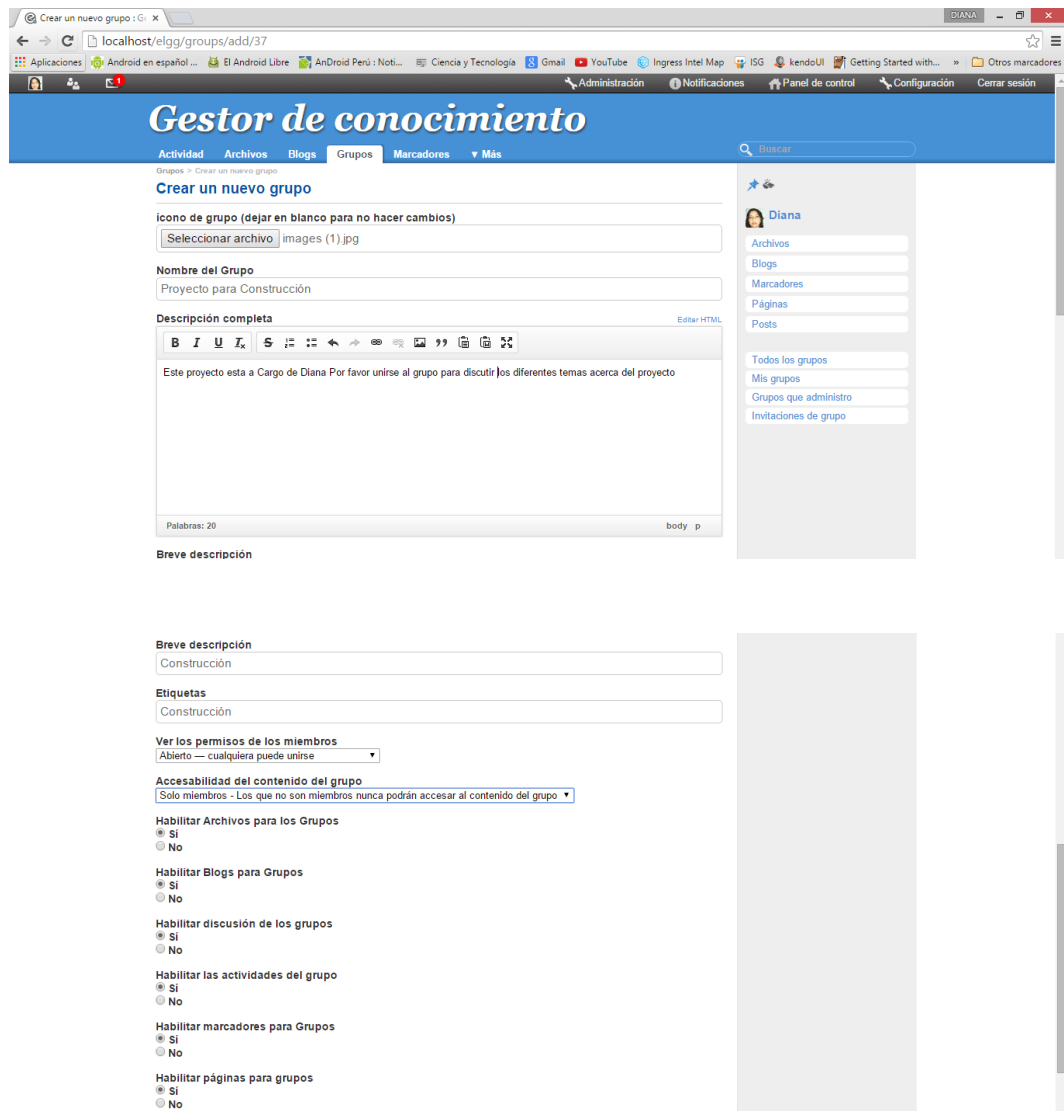 Crear un nuevo grupo : G
DIANA
localhost/elgg/groups/add/37
Aplicaciones Android en español ... El Android Libre AnDroid Perú : Noti... Ciencia y Tecnología Gmail YouTube Ingress Intel Map ISG kendoUI Getting Started with... » Otros marcadores
1 Administración Notificaciones Panel de control Configuración Cerrar sesión
Gestor de conocimiento
Actividad Archivos Blogs Grupos Marcadores ▼ Más
Buscar
Grupos > Crear un nuevo grupo
Crear un nuevo grupo
ícono de grupo (dejar en blanco para no hacer cambios)
Seleccionar archivo images (1).jpg
Nombre del Grupo
Proyecto para Construcción
Descripción completa Editar HTML
B I U Ix S
Este proyecto esta a Cargo de Diana Por favor unirse al grupo para discutir los diferentes temas acerca del proyecto
Palabras: 20 body p
Breve descripción
Diana
Archivos
Blogs
Marcadores
Páginas
Posts
Todos los grupos
Mis grupos
Grupos que administro
Invitaciones de grupo
Breve descripción
Construcción
Etiquetas
Construcción
Ver los permisos de los miembros
Abierto — cualquiera puede unirse
Accesabilidad del contenido del grupo
Solo miembros - Los que no son miembros nunca podrán accesar al contenido del grupo
Habilitar Archivos para los Grupos
Sí
No
Habilitar Blogs para Grupos
Sí
No
Habilitar discusión de los grupos
Sí
No
Habilitar las actividades del grupo
Sí
No
Habilitar marcadores para Grupos
Sí
No
Habilitar páginas para grupos
Sí
No